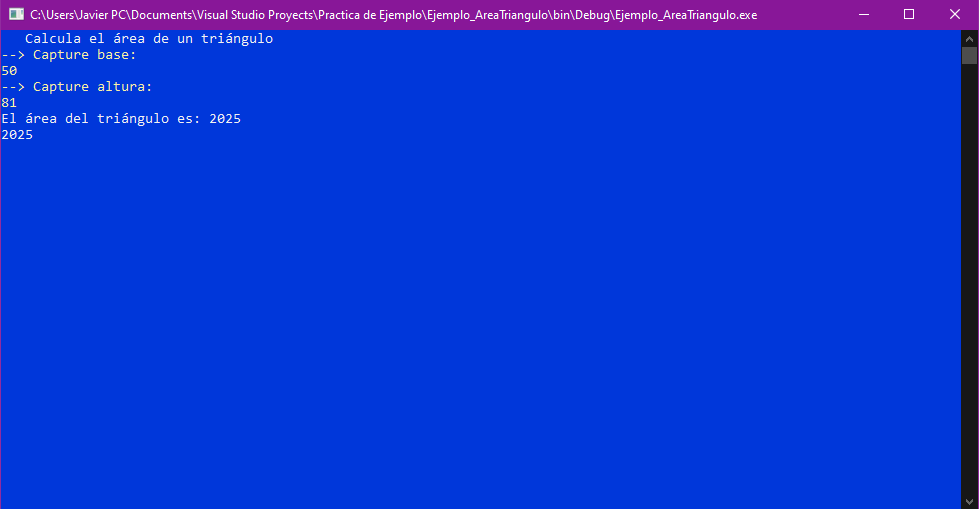 C:\Users\Javier PC\Documents\Visual Studio Proyects\Practica de Ejemplo\Ejemplo_AreaTriangulo\bin\Debug\Ejemplo_AreaTriangulo.exe
Calcula el área de un triángulo
--> Capture base:
50
--> Capture altura:
81
El área del triángulo es: 2025
2025